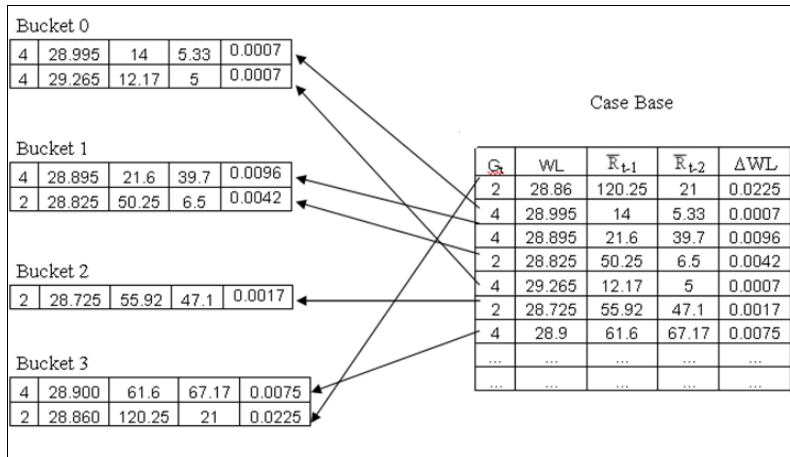 Bucket 0
4 28.995 14 5.33 0.0007
4 29.265 12.17 5 0.0007
Bucket 1
4 28.895 21.6 39.7 0.0096
2 28.825 50.25 6.5 0.0042
Bucket 2
2 28.725 55.92 47.1 0.0017
Bucket 3
4 28.900 61.6 67.17 0.0075
2 28.860 120.25 21 0.0225
Case Base
Gt WL R̅t-1 R̅t-2 ΔWL
2 28.86 120.25 21 0.0225
4 28.995 14 5.33 0.0007
4 28.895 21.6 39.7 0.0096
2 28.825 50.25 6.5 0.0042
4 29.265 12.17 5 0.0007
2 28.725 55.92 47.1 0.0017
4 28.9 61.6 67.17 0.0075
... ... ... ... ...
... ... ... ... ...